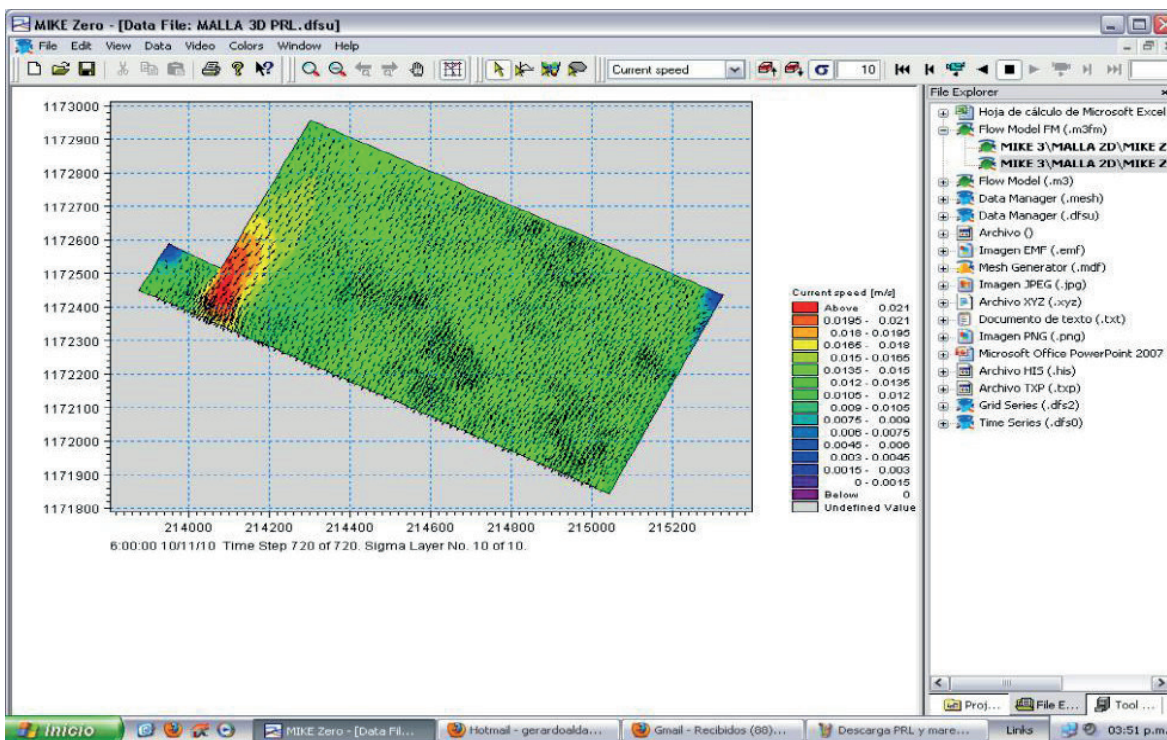 MIKE Zero - [Data File: MALLA 3D PRL.dfsu]
File Edit View Data Video Colors Window Help
Current speed
10
File Explorer
Hoja de cálculo de Microsoft Excel
Flow Model FM (.m3fm)
MIKE 3\MALLA 2D\MIKE Z
MIKE 3\MALLA 2D\MIKE Z
Flow Model (.m3)
Data Manager (.mesh)
Data Manager (.dfsu)
Archivo ()
Imagen EMF (.emf)
Mesh Generator (.mdf)
Imagen JPEG (.jpg)
Archivo XYZ (.xyz)
Documento de texto (.txt)
Imagen PNG (.png)
Microsoft Office PowerPoint 2007
Archivo HIS (.his)
Archivo TXP (.txp)
Grid Series (.dfs2)
Time Series (.dfs0)
1173000
1172900
1172800
1172700
1172600
1172500
1172400
1172300
1172200
1172100
1172000
1171900
1171800
214000 214200 214400 214600 214800 215000 215200
6:00:00 10/11/10 Time Step 720 of 720. Sigma Layer No. 10 of 10.
Current speed [m/s]
Above 0.021
0.0195 - 0.021
0.018 - 0.0195
0.0165 - 0.018
0.015 - 0.0165
0.0135 - 0.015
0.012 - 0.0135
0.0105 - 0.012
0.009 - 0.0105
0.0075 - 0.009
0.006 - 0.0075
0.0045 - 0.006
0.003 - 0.0045
0.0015 - 0.003
0 - 0.0015
Below 0
Undefined Value
Proj... File E... Tool ...
Inicio MIKE Zero - [Data Fil... Hotmail - gerardoalda... Gmail - Recibidos (88)... Descarga PRL y mare... Links 03:51 p.m.